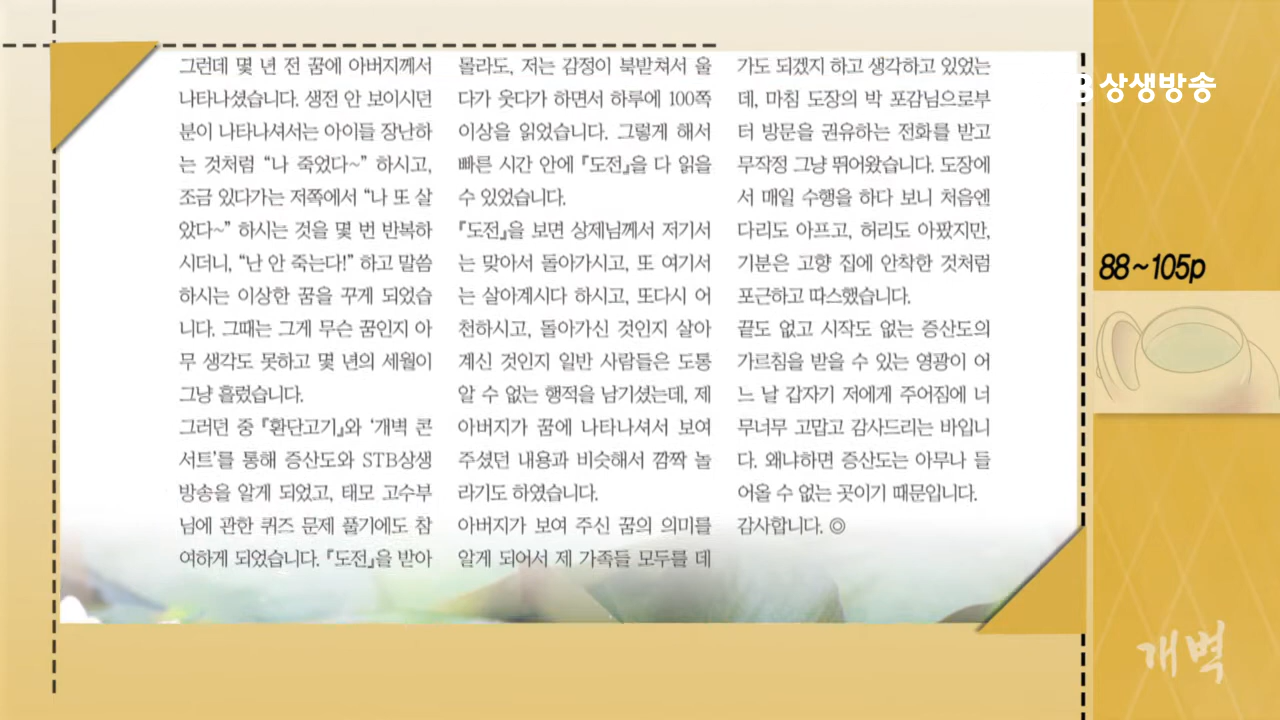 그런데 몇 년 전 꿈에 아버지께서
나타나셨습니다. 생전 안 보이시던
분이 나타나셔서는 아이들 장난하
는 것처럼 “나 죽었다~” 하시고,
조금 있다가는 저쪽에서 “나 또 살
았다~” 하시는 것을 몇 번 반복하
시더니, “난 안 죽는다!” 하고 말씀
하시는 이상한 꿈을 꾸게 되었습
니다. 그때는 그게 무슨 꿈인지 아
무 생각도 못하고 몇 년의 세월이
그냥 흘렀습니다.
그러던 중 『환단고기』와 ‘개벽 콘
서트’를 통해 증산도와 STB상생
방송을 알게 되었고, 태모 고수부
님에 관한 퀴즈 문제 풀기에도 참
여하게 되었습니다. 『도전』을 받아
몰라도, 저는 감정이 북받쳐서 울
다가 웃다가 하면서 하루에 100쪽
이상을 읽었습니다. 그렇게 해서
빠른 시간 안에 『도전』을 다 읽을
수 있었습니다.
『도전』을 보면 상제님께서 저기서
는 맞아서 돌아가시고, 또 여기서
는 살아계시다 하시고, 또다시 어
천하시고, 돌아가신 것인지 살아
계신 것인지 일반 사람들은 도통
알 수 없는 행적을 남기셨는데, 제
아버지가 꿈에 나타나셔서 보여
주셨던 내용과 비슷해서 깜짝 놀
라기도 하였습니다.
아버지가 보여 주신 꿈의 의미를
알게 되어서 제 가족들 모두를 데
가도 되겠지 하고 생각하고 있었는
데, 마침 도장의 박 포감님으로부
터 방문을 권유하는 전화를 받고
무작정 그냥 뛰어왔습니다. 도장에
서 매일 수행을 하다 보니 처음엔
다리도 아프고, 허리도 아팠지만,
기분은 고향 집에 안착한 것처럼
포근하고 따스했습니다.
끝도 없고 시작도 없는 증산도의
가르침을 받을 수 있는 영광이 어
느 날 갑자기 저에게 주어짐에 너
무너무 고맙고 감사드리는 바입니
다. 왜냐하면 증산도는 아무나 들
어올 수 없는 곳이기 때문입니다.
감사합니다. ◎
B 상생방송
88~105p
개벽